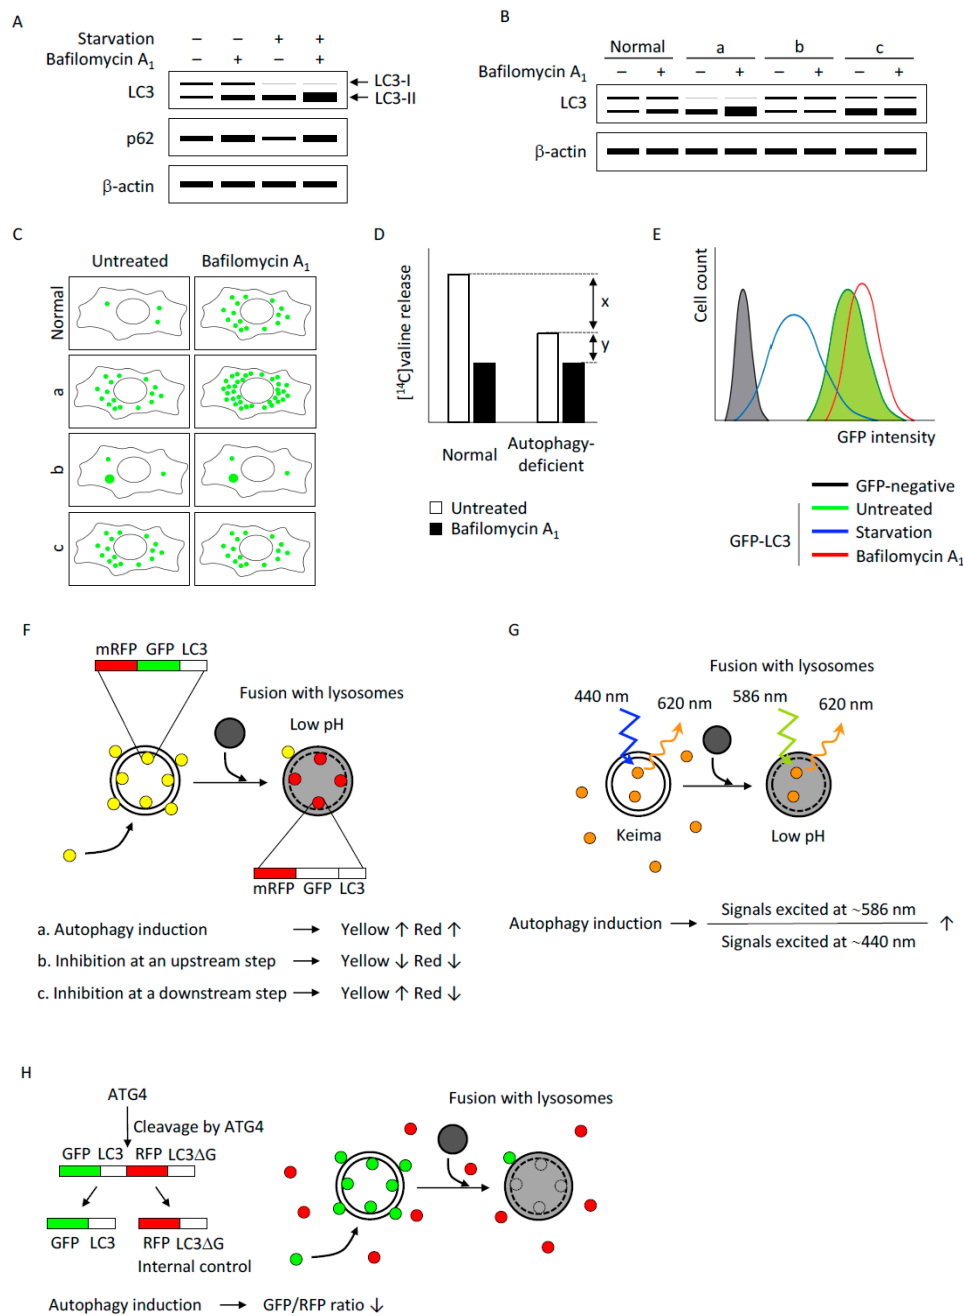 A
Starvation – – + +
Bafilomycin A1 – + – +
LC3
LC3-I
LC3-II
p62
β-actin
B
Normal a b c
Bafilomycin A1 – + – + – + – +
LC3
β-actin
C
Untreated Bafilomycin A1
Normal
a
b
c
D
[14C]valine release
x
y
Normal
Autophagy-
deficient
Untreated
Bafilomycin A1
E
Cell count
GFP intensity
GFP-negative
Untreated
GFP-LC3
Starvation
Bafilomycin A1
F
mRFP GFP LC3
Fusion with lysosomes
Low pH
mRFP GFP LC3
a. Autophagy induction → Yellow ↑ Red ↑
b. Inhibition at an upstream step → Yellow ↓ Red ↓
c. Inhibition at a downstream step → Yellow ↑ Red ↓
G
Fusion with lysosomes
440 nm 620 nm 586 nm 620 nm
Keima Low pH
Autophagy induction →
Signals excited at ~586 nm
Signals excited at ~440 nm
↑
H
ATG4
Cleavage by ATG4
GFP LC3 RFP LC3ΔG
GFP LC3 RFP LC3ΔG
Internal control
Fusion with lysosomes
Autophagy induction → GFP/RFP ratio ↓